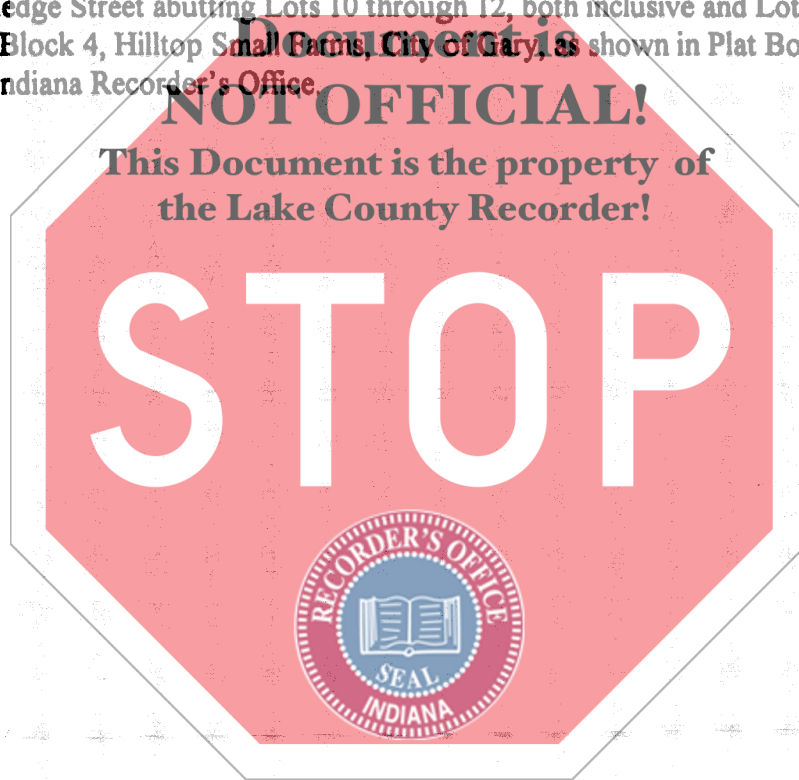 edge Street abutting Lots 10 through 12, both inclusive and Lot
Block 4, Hilltop Small Farms, City of Gary, as shown in Plat Bo
ndiana Recorder's Office.
Document is
NOT OFFICIAL!
This Document is the property of
the Lake County Recorder!
STOP
RECORDER'S OFFICE
SEAL
INDIANA